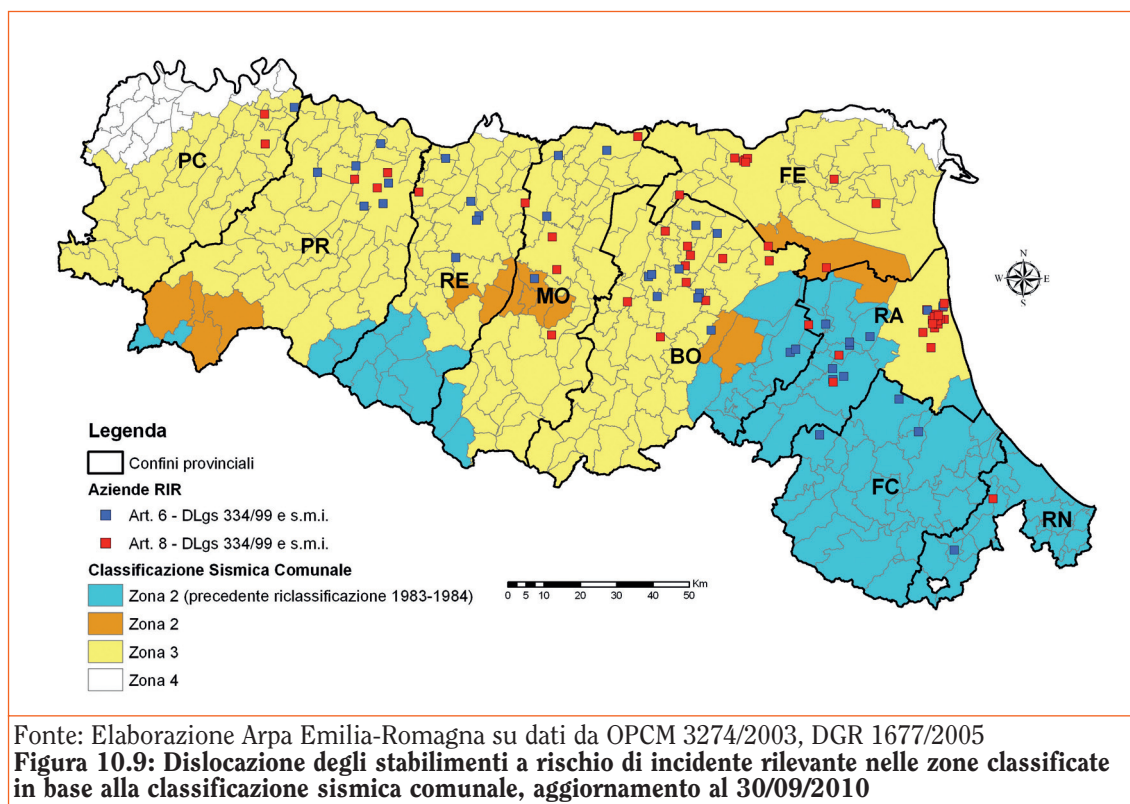 PC
PR
RE
MO
FE
BO
RA
FC
RN
N
W E
S
Legenda
Confini provinciali
Aziende RIR
Art. 6 - DLgs 334/99 e s.m.i.
Art. 8 - DLgs 334/99 e s.m.i.
Classificazione Sismica Comunale
Zona 2 (precedente riclassificazione 1983-1984)
Zona 2
Zona 3
Zona 4
Km
0 5 10 20 30 40 50
Fonte: Elaborazione Arpa Emilia-Romagna su dati da OPCM 3274/2003, DGR 1677/2005
Figura 10.9: Dislocazione degli stabilimenti a rischio di incidente rilevante nelle zone classificate
in base alla classificazione sismica comunale, aggiornamento al 30/09/2010